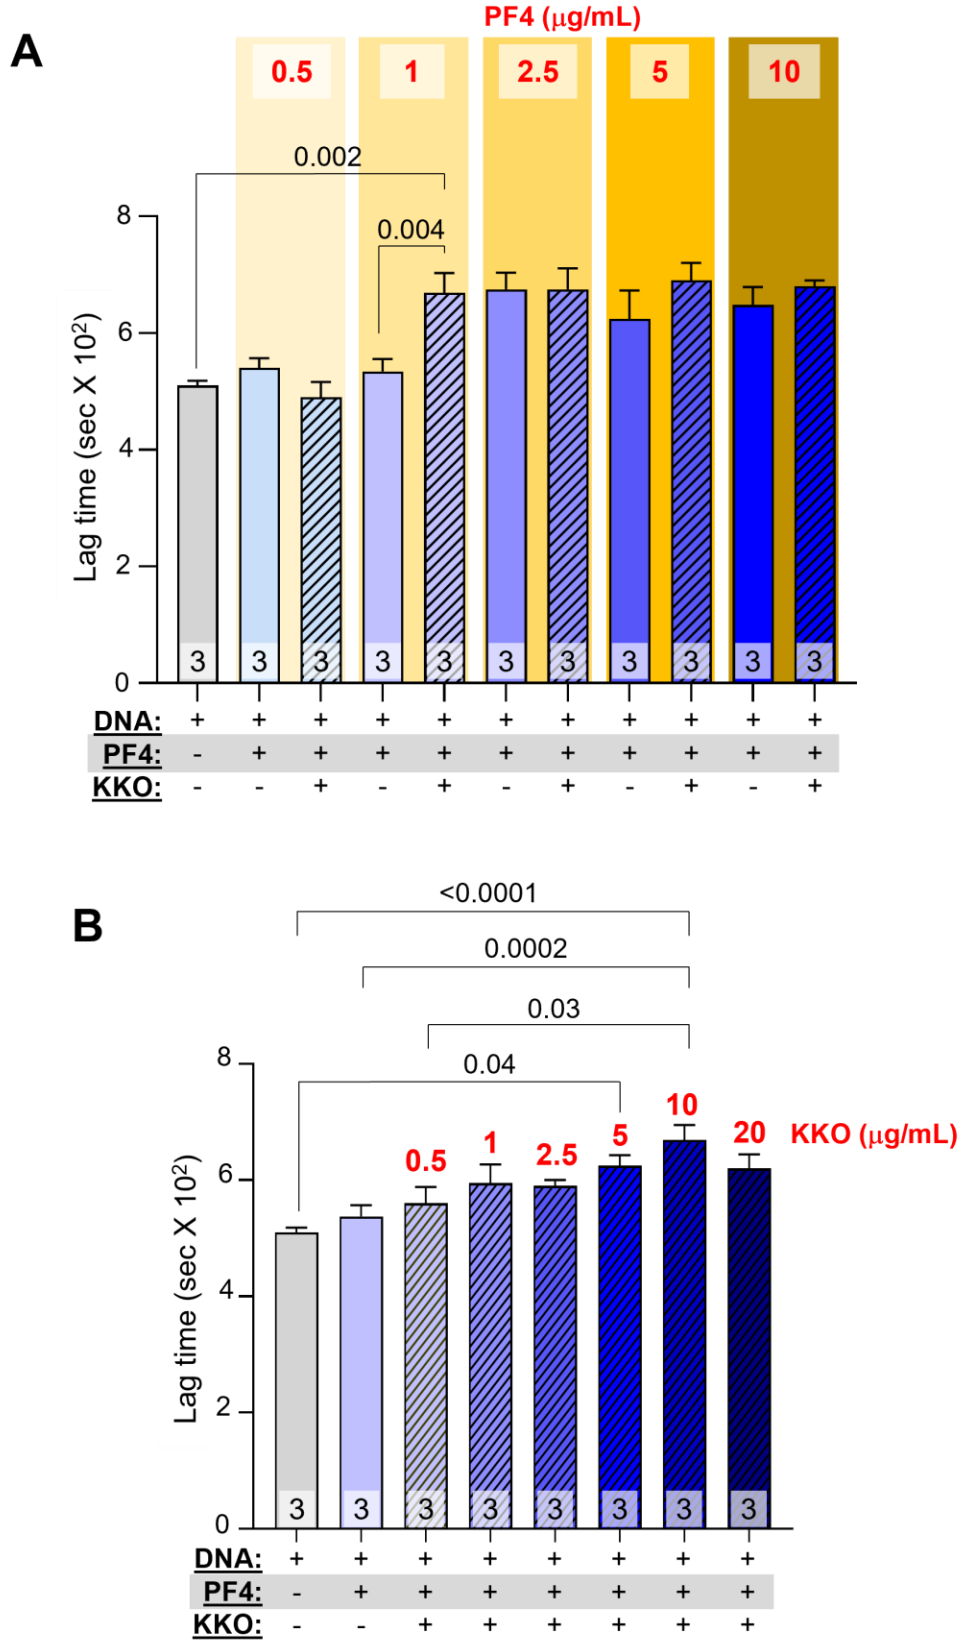 PF4 (μg/mL)
A
0.5 1 2.5 5 10
0.002
0.004
8
6
4
2
0
Lag time (sec X 10²)
3 3 3 3 3 3 3 3 3 3 3
DNA: + + + + + + + + + + +
PF4: - + + + + + + + + + +
KKO: - - + - + - + - + - +
<0.0001
B
0.0002
0.03
0.04
8
6
4
2
0
Lag time (sec X 10²)
0.5 1 2.5 5 10 20 KKO (μg/mL)
3 3 3 3 3 3 3 3
DNA: + + + + + + + +
PF4: - + + + + + + +
KKO: - - + + + + + +